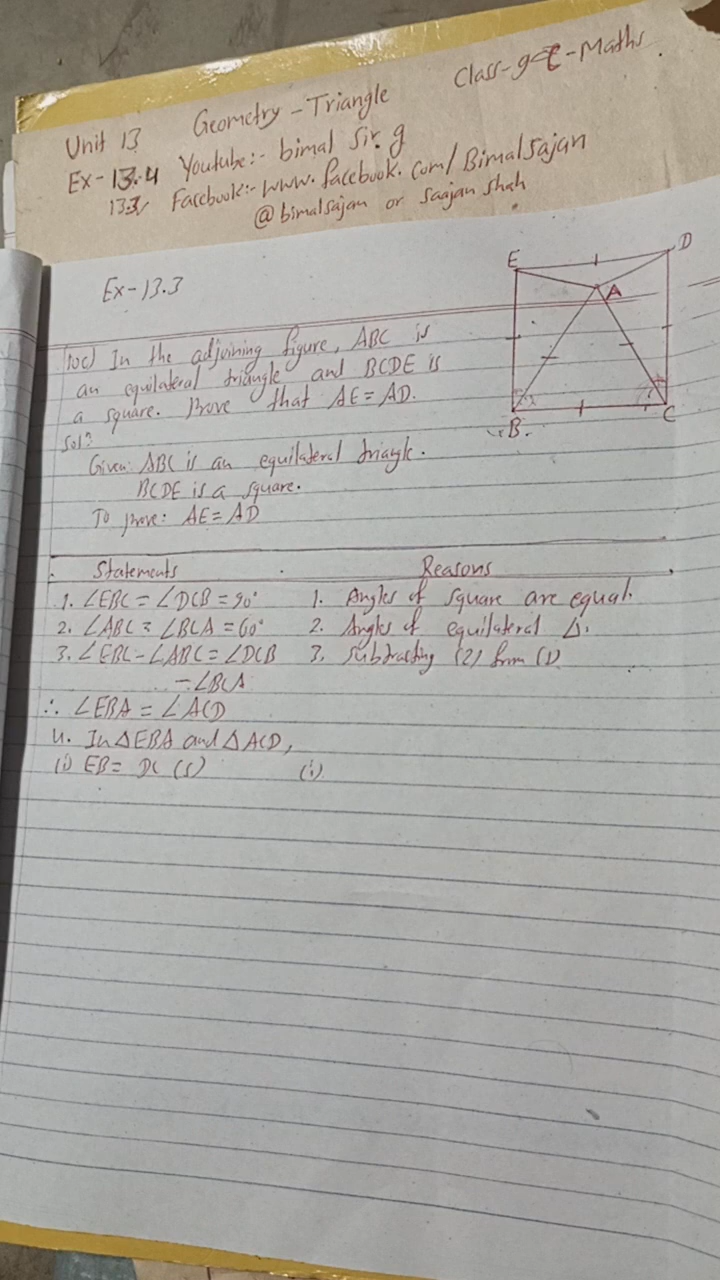 Class-9 - Maths
Unit 13 Geometry - Triangle
Ex - 13.4 Youtube:- bimal Sir. g
13.3 Facebook:- www.facebook.com/Bimalsajan
@bimalsajan or saajan shah
Ex - 13.3
E
D
A
B.
C
10c) In the adjoining figure, ABC is
an equilateral triangle and BCDE is
a square. Prove that AE = AD.
Sol:
Given: ABC is an equilateral triangle.
BCDE is a square.
To prove: AE = AD
Statements Reasons
1. ∠EBC = ∠DCB = 90° 1. Angles of square are equal.
2. ∠ABC = ∠BCA = 60° 2. Angles of equilateral Δ.
3. ∠EBC - ∠ABC = ∠DCB 3. Subtracting (2) from (1)
- ∠BCA
∴ ∠EBA = ∠ACD
4. In ΔEBA and ΔACD,
(i) EB = DC (S) (i)